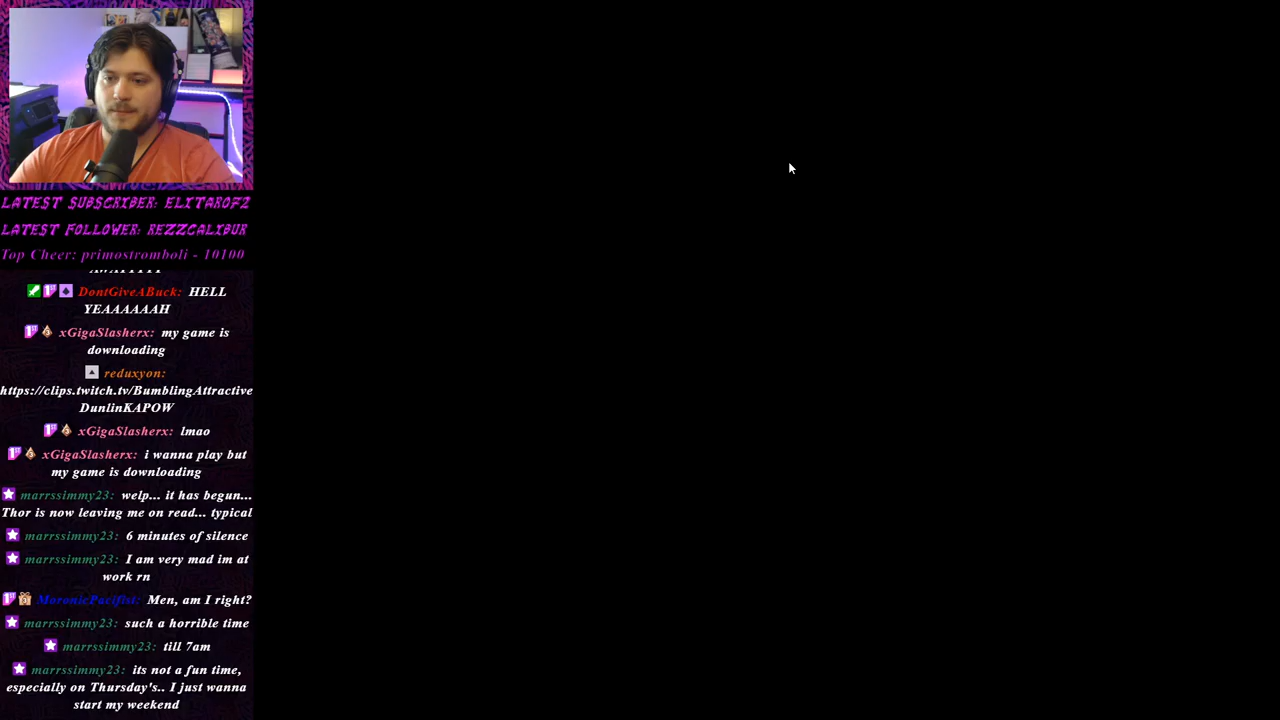 LATEST SUBSCRIBER: ELITARO72
LATEST FOLLOWER: REZZCALIBUR
Top Cheer: primostromboli - 10100
DontGiveABuck: HELL
YEAAAAAAH
xGigaSlasherx: my game is
downloading
reduxyon:
https://clips.twitch.tv/BumblingAttractive
DunlinKAPOW
xGigaSlasherx: lmao
xGigaSlasherx: i wanna play but
my game is downloading
marrssimmy23: welp... it has begun...
Thor is now leaving me on read... typical
marrssimmy23: 6 minutes of silence
marrssimmy23: I am very mad im at
work rn
MoronicPacifist: Men, am I right?
marrssimmy23: such a horrible time
marrssimmy23: till 7am
marrssimmy23: its not a fun time,
especially on Thursday's.. I just wanna
start my weekend